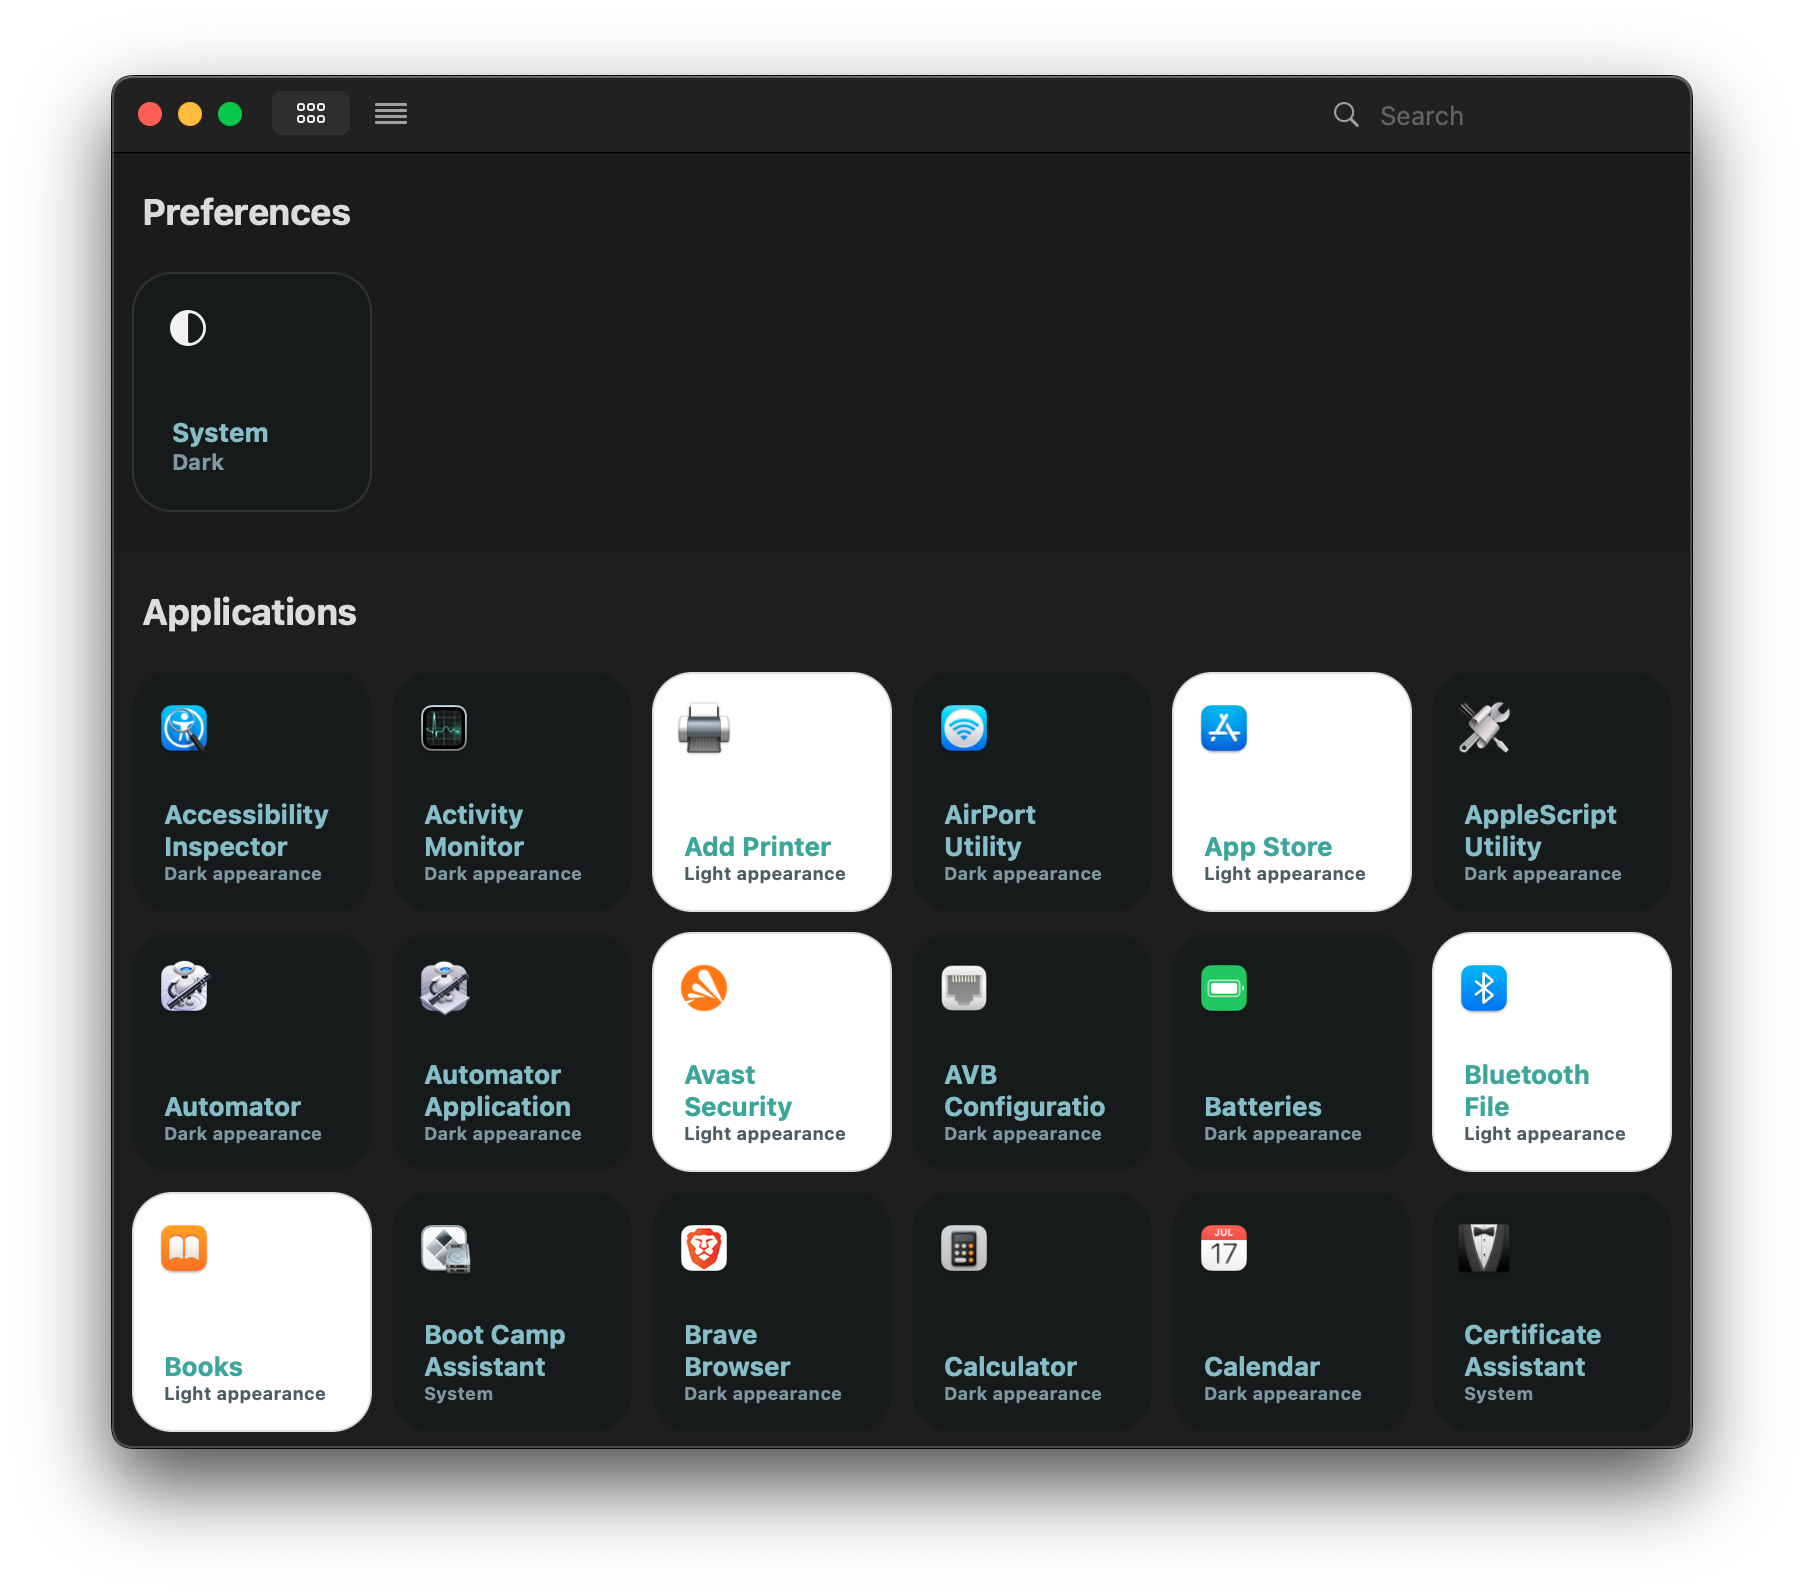 Search
Preferences
System
Dark
Applications
Accessibility
Inspector
Dark appearance
Activity
Monitor
Dark appearance
Add Printer
Light appearance
AirPort
Utility
Dark appearance
App Store
Light appearance
AppleScript
Utility
Dark appearance
Automator
Dark appearance
Automator
Application
Dark appearance
Avast
Security
Light appearance
AVB
Configuratio
Dark appearance
Batteries
Dark appearance
Bluetooth
File
Light appearance
Books
Light appearance
Boot Camp
Assistant
System
Brave
Browser
Dark appearance
Calculator
Dark appearance
JUL
17
Calendar
Dark appearance
Certificate
Assistant
System